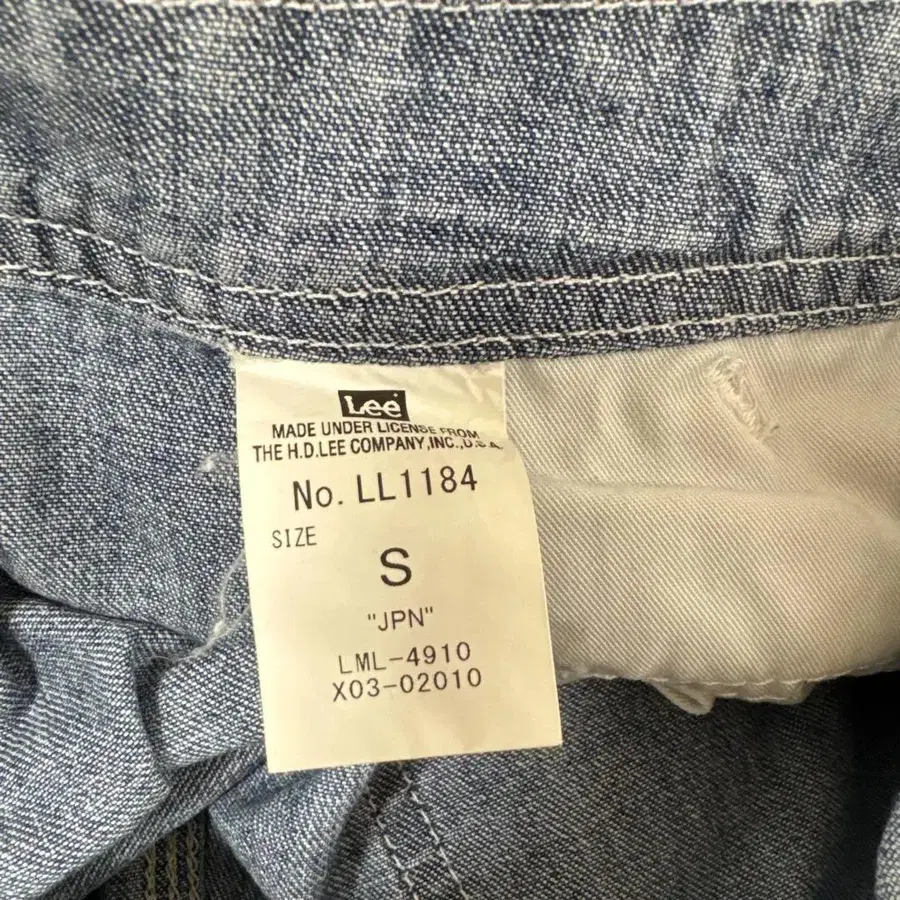 Lee
MADE UNDER LICENSE FROM
THE H.D.LEE COMPANY,INC.,U.S.A.
No. LL1184
SIZE
S
"JPN"
LML-4910
X03-02010